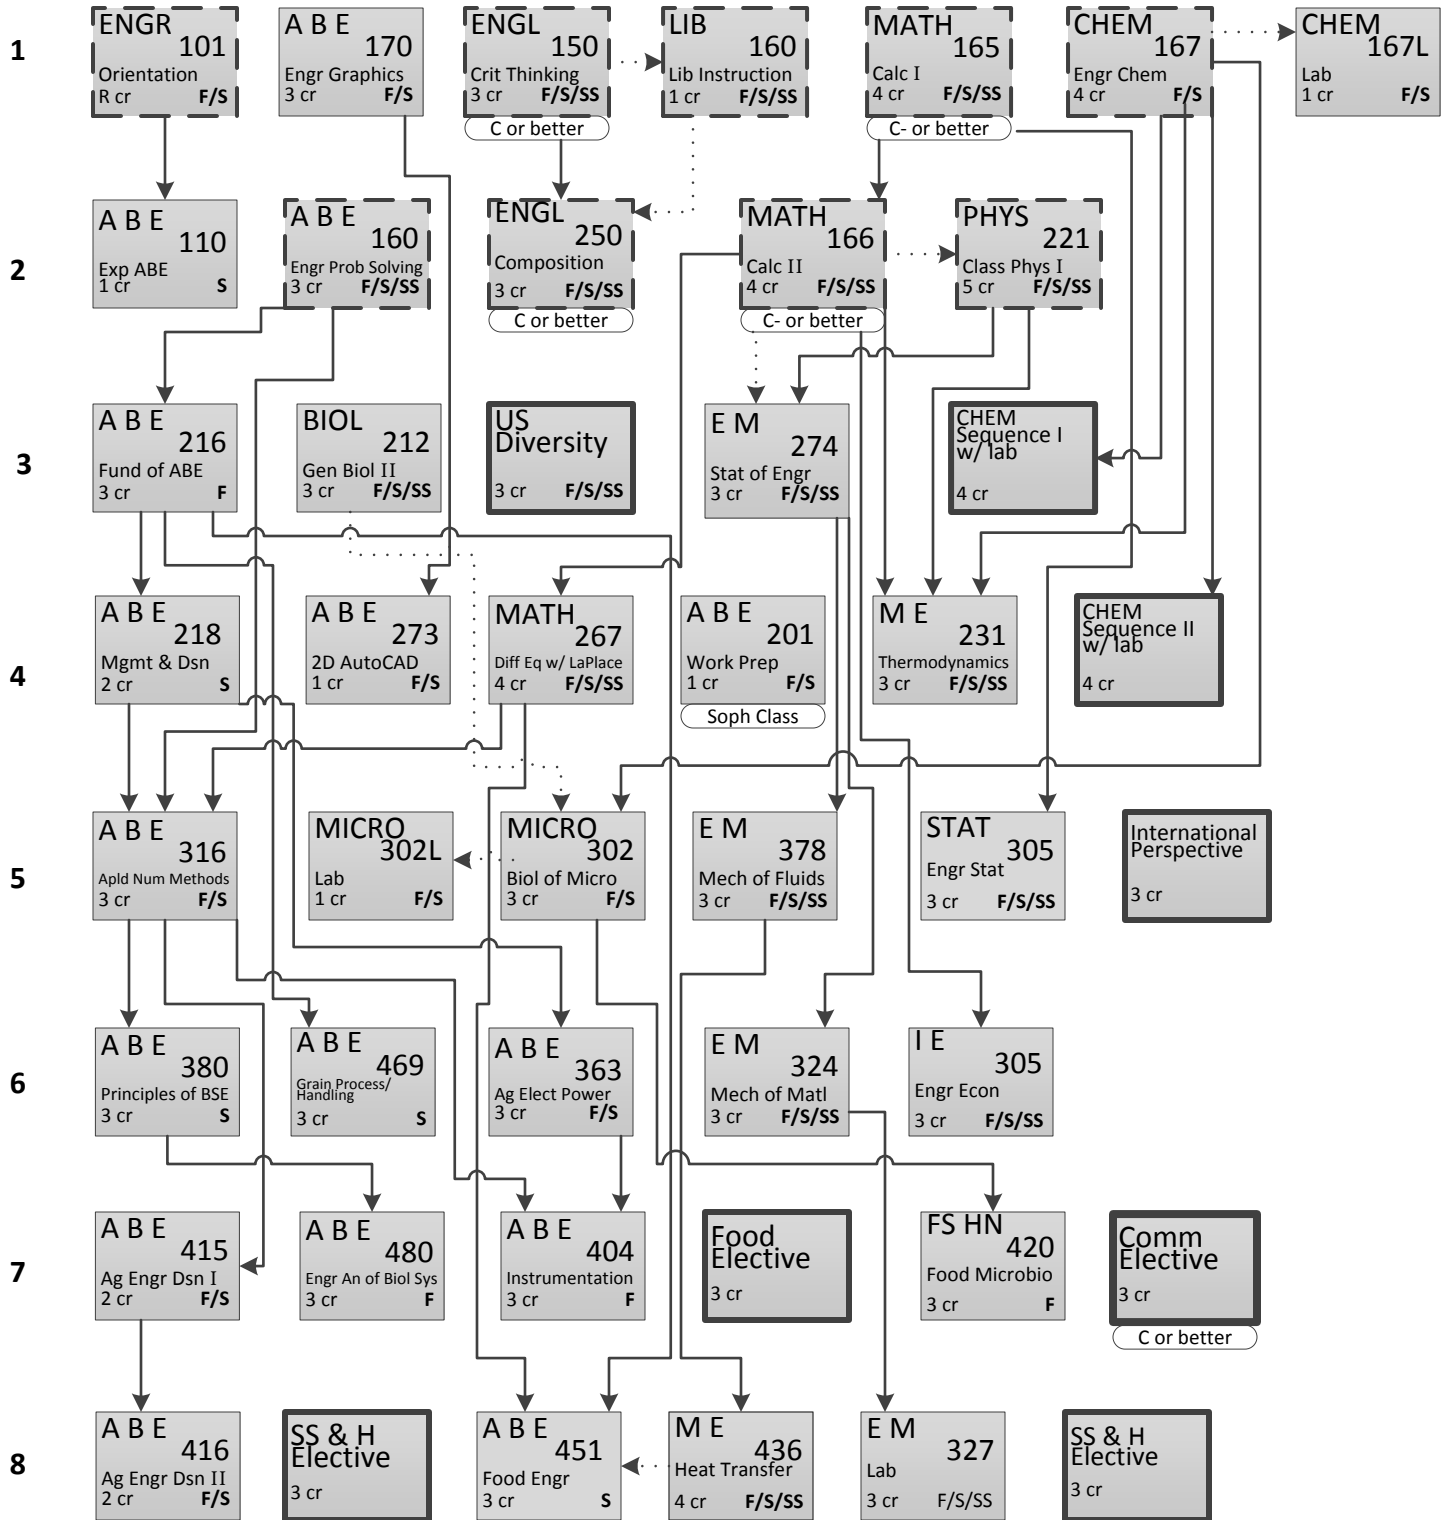 1
ENGR
101
Orientation
R cr F/S
A B E
170
Engr Graphics
3 cr F/S
ENGL
150
Crit Thinking
3 cr F/S/SS
C or better
LIB
160
Lib Instruction
1 cr F/S/SS
MATH
165
Calc I
4 cr F/S/SS
C- or better
CHEM
167
Engr Chem
4 cr F/S
CHEM
167L
Lab
1 cr F/S
2
A B E
110
Exp ABE
1 cr S
A B E
160
Engr Prob Solving
3 cr F/S/SS
ENGL
250
Composition
3 cr F/S/SS
C or better
MATH
166
Calc II
4 cr F/S/SS
C- or better
PHYS
221
Class Phys I
5 cr F/S/SS
3
A B E
216
Fund of ABE
3 cr F
BIOL
212
Gen Biol II
3 cr F/S/SS
US
Diversity
3 cr F/S/SS
E M
274
Stat of Engr
3 cr F/S/SS
CHEM
Sequence I
w/ lab
4 cr
4
A B E
218
Mgmt & Dsn
2 cr S
A B E
273
2D AutoCAD
1 cr F/S
MATH
267
Diff Eq w/ LaPlace
4 cr F/S/SS
A B E
201
Work Prep
1 cr F/S
Soph Class
M E
231
Thermodynamics
3 cr F/S/SS
CHEM
Sequence II
w/ lab
4 cr
5
A B E
316
Apld Num Methods
3 cr F/S
MICRO
302L
Lab
1 cr F/S
MICRO
302
Biol of Micro
3 cr F/S
E M
378
Mech of Fluids
3 cr F/S/SS
STAT
305
Engr Stat
3 cr F/S/SS
International
Perspective
3 cr
6
A B E
380
Principles of BSE
3 cr S
A B E
469
Grain Process/
Handling
3 cr S
A B E
363
Ag Elect Power
3 cr F/S
E M
324
Mech of Matl
3 cr F/S/SS
I E
305
Engr Econ
3 cr F/S/SS
7
A B E
415
Ag Engr Dsn I
2 cr F/S
A B E
480
Engr An of Biol Sys
3 cr F
A B E
404
Instrumentation
3 cr F
Food
Elective
3 cr
FS HN
420
Food Microbio
3 cr F
Comm
Elective
3 cr
C or better
8
A B E
416
Ag Engr Dsn II
2 cr F/S
SS & H
Elective
3 cr
A B E
451
Food Engr
3 cr S
M E
436
Heat Transfer
4 cr F/S/SS
E M
327
Lab
3 cr F/S/SS
SS & H
Elective
3 cr